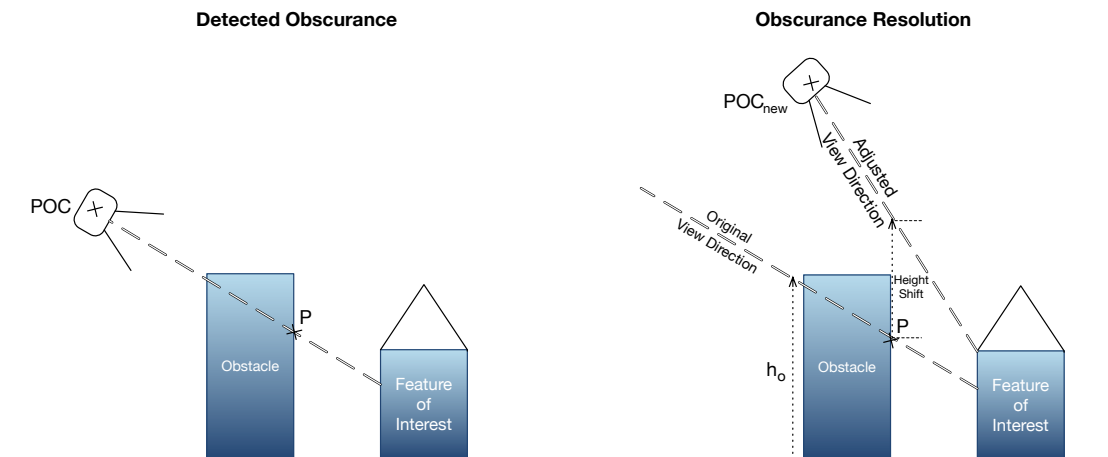 Detected Obscurance
POC
P
Obstacle
Feature
of
Interest
Obscurance Resolution
POCnew
Adjusted
View Direction
Original
View Direction
Height
Shift
P
ho
Obstacle
Feature
of
Interest